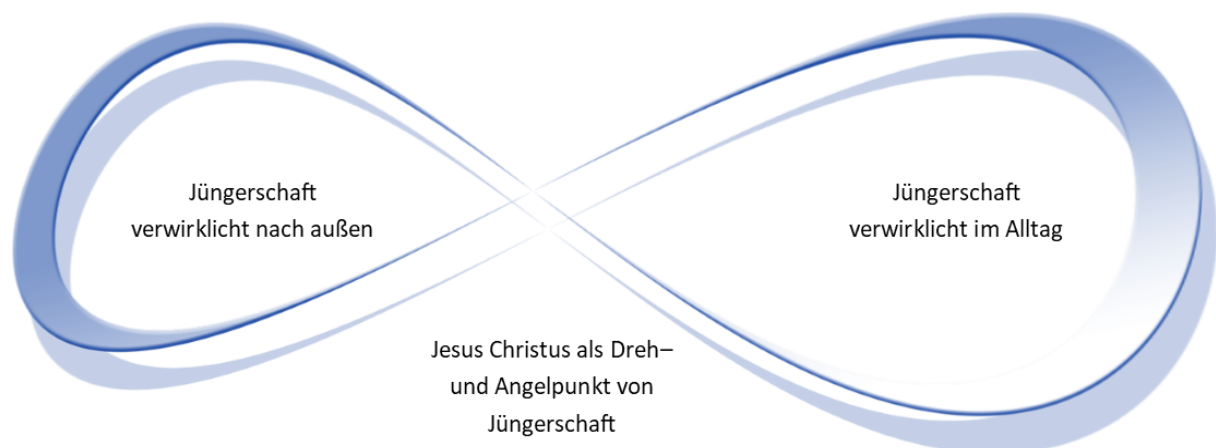 Jüngerschaft
verwirklicht nach außen
Jüngerschaft
verwirklicht im Alltag
Jesus Christus als Dreh–
und Angelpunkt von
Jüngerschaft